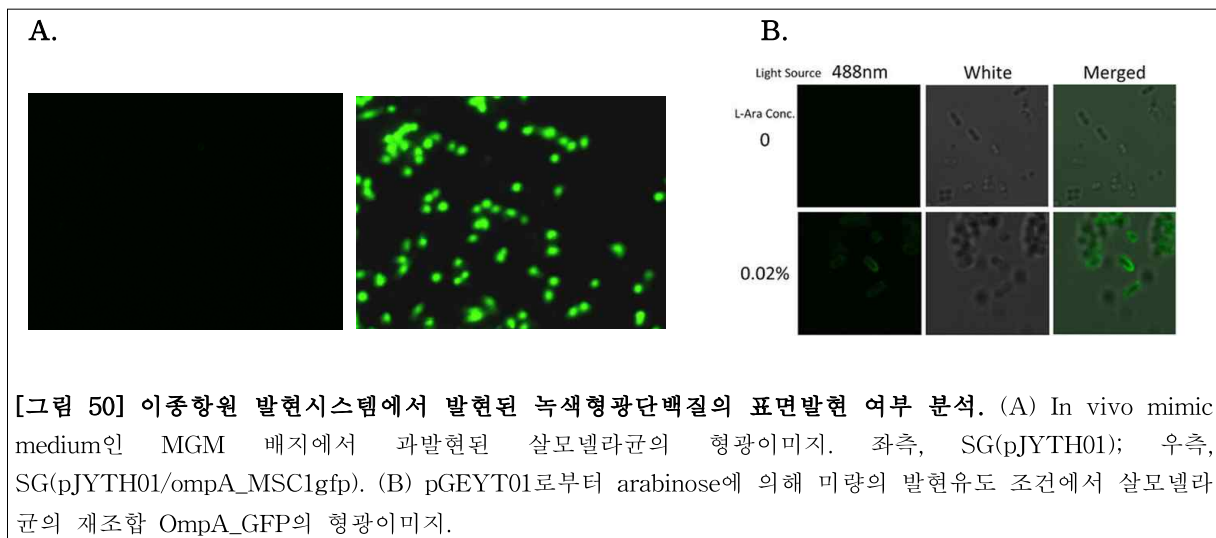 A.
B.
Light Source 488nm White Merged
L-Ara Conc.
0
0.02%
[그림 50] 이종항원 발현시스템에서 발현된 녹색형광단백질의 표면발현 여부 분석. (A) In vivo mimic
medium인 MGM 배지에서 과발현된 살모넬라균의 형광이미지. 좌측, SG(pJYTH01); 우측,
SG(pJYTH01/ompA_MSC1gfp). (B) pGEYT01로부터 arabinose에 의해 미량의 발현유도 조건에서 살모넬라
균의 재조합 OmpA_GFP의 형광이미지.